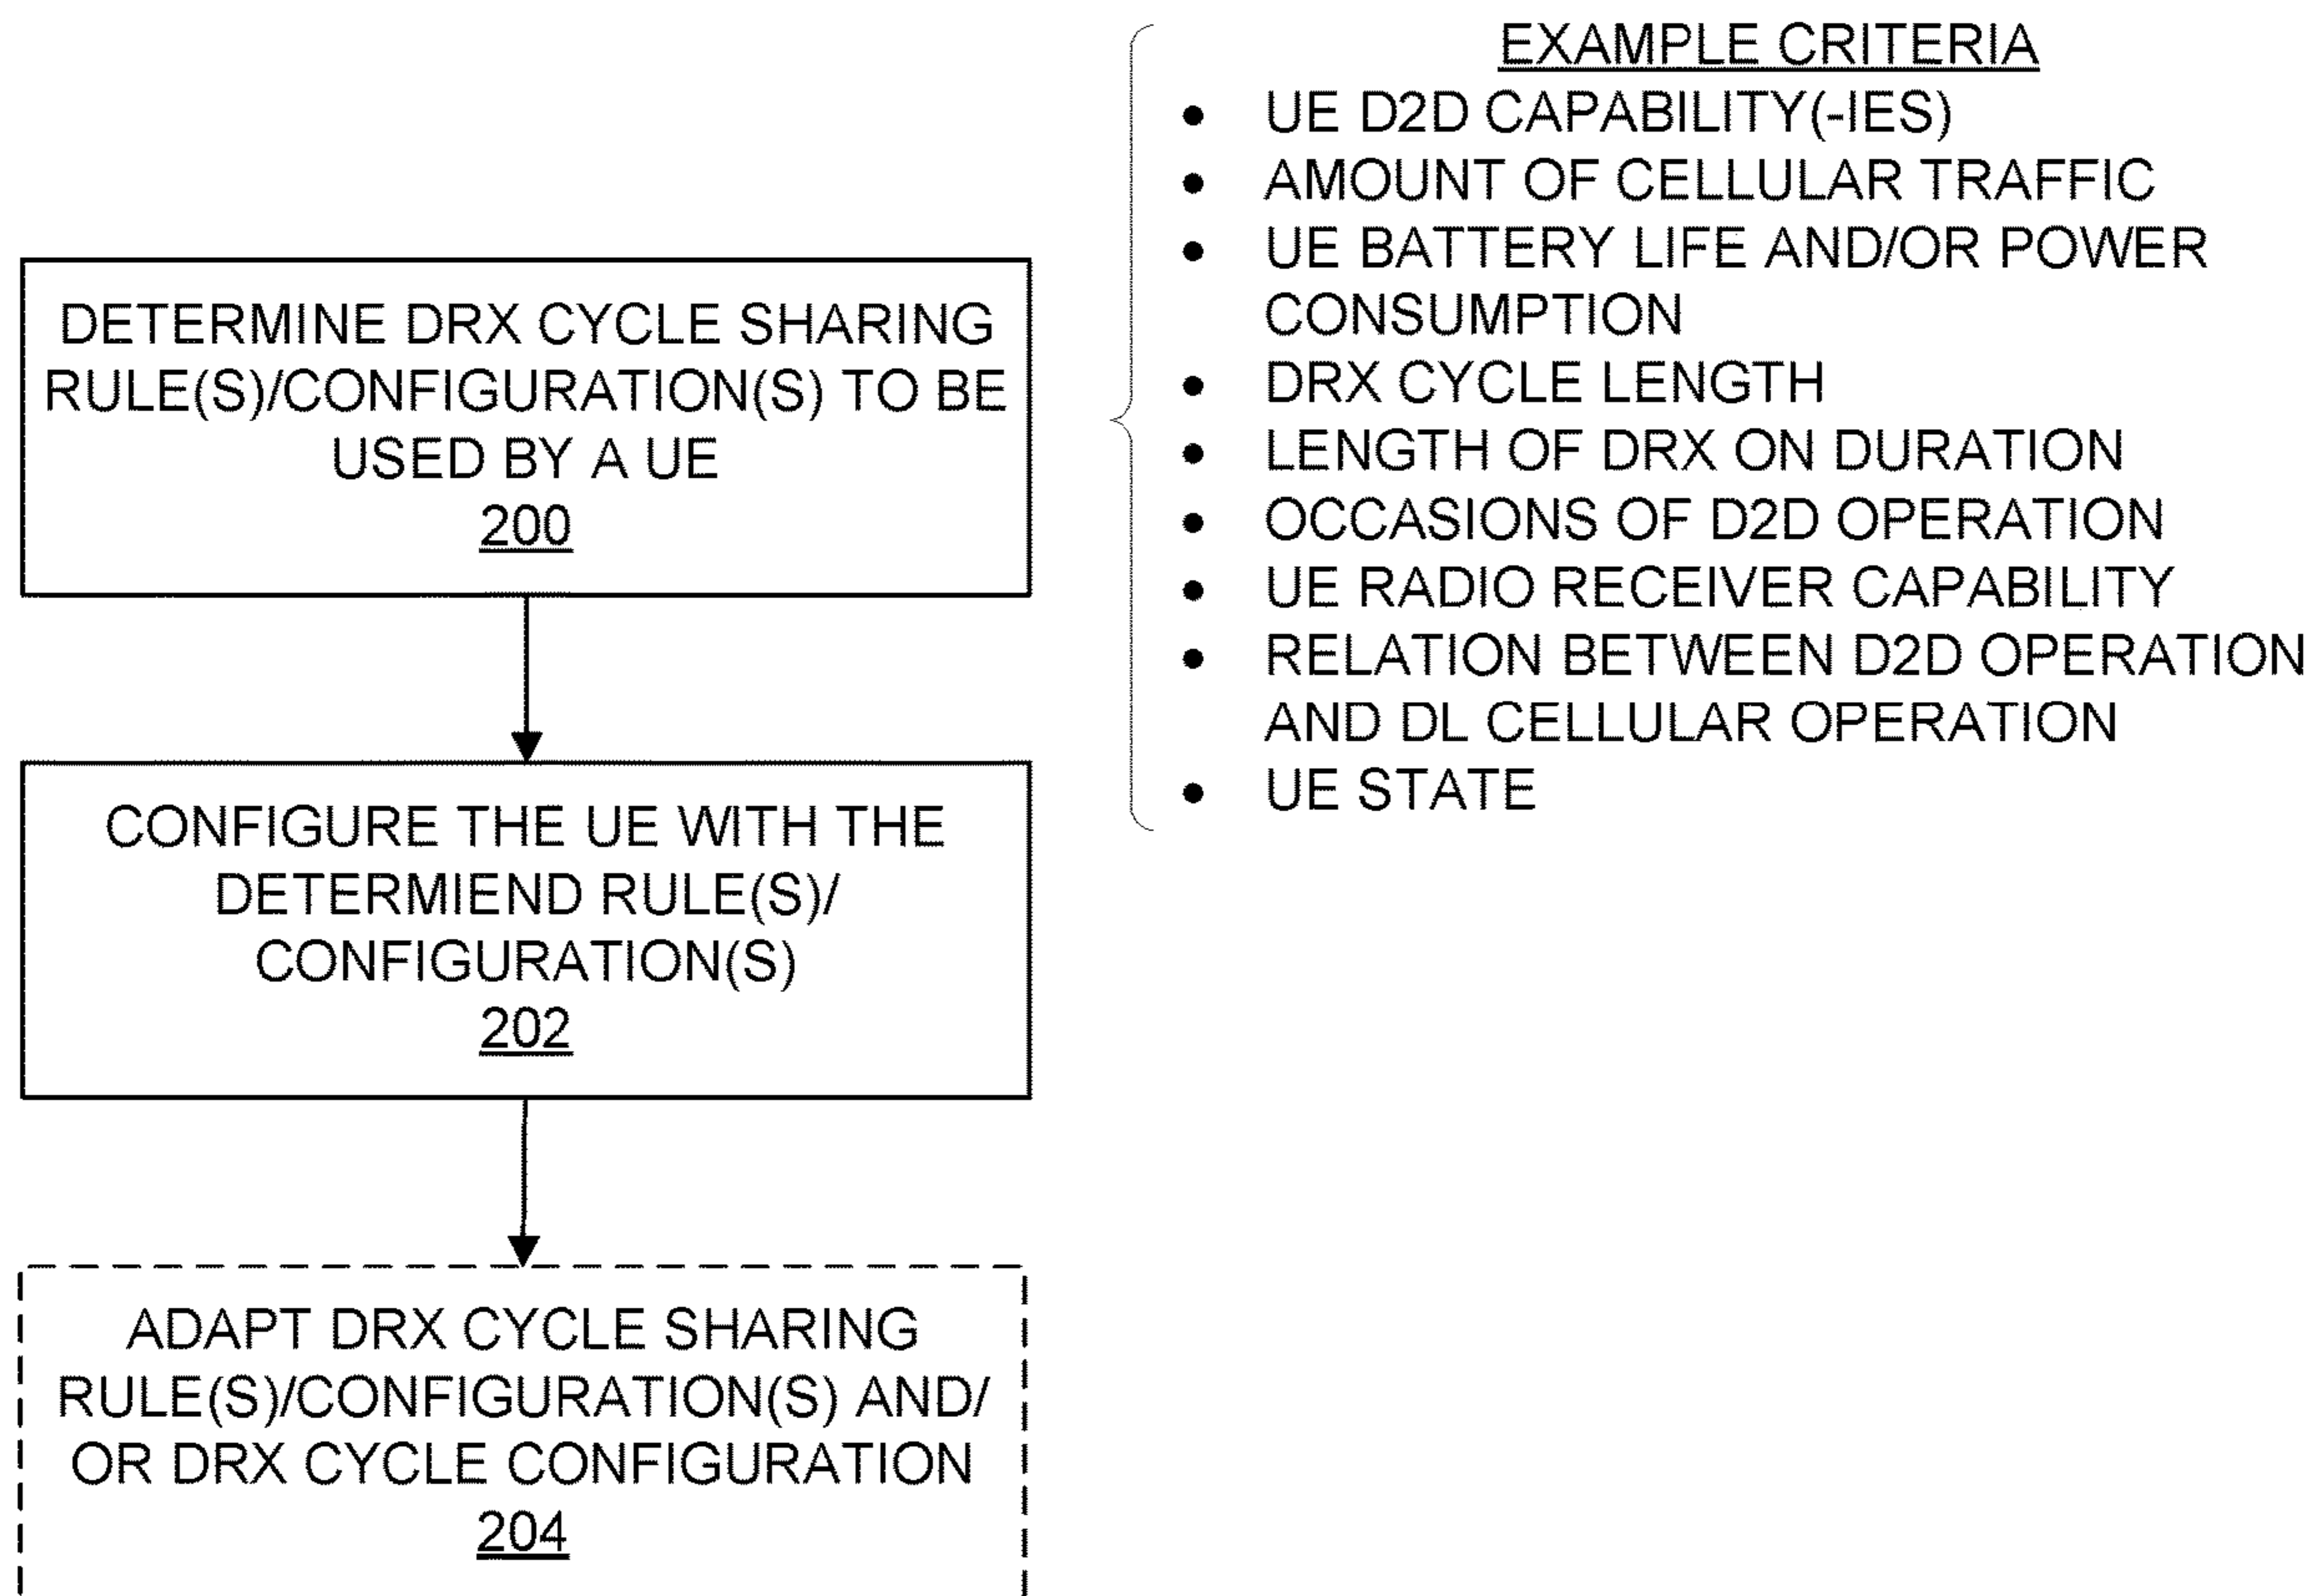 DETERMINE DRX CYCLE SHARING
RULE(S)/CONFIGURATION(S) TO BE
USED BY A UE
200
EXAMPLE CRITERIA
• UE D2D CAPABILITY(-IES)
• AMOUNT OF CELLULAR TRAFFIC
• UE BATTERY LIFE AND/OR POWER
CONSUMPTION
• DRX CYCLE LENGTH
• LENGTH OF DRX ON DURATION
• OCCASIONS OF D2D OPERATION
• UE RADIO RECEIVER CAPABILITY
• RELATION BETWEEN D2D OPERATION
AND DL CELLULAR OPERATION
• UE STATE
CONFIGURE THE UE WITH THE
DETERMIEND RULE(S)/
CONFIGURATION(S)
202
ADAPT DRX CYCLE SHARING
RULE(S)/CONFIGURATION(S) AND/
OR DRX CYCLE CONFIGURATION
204